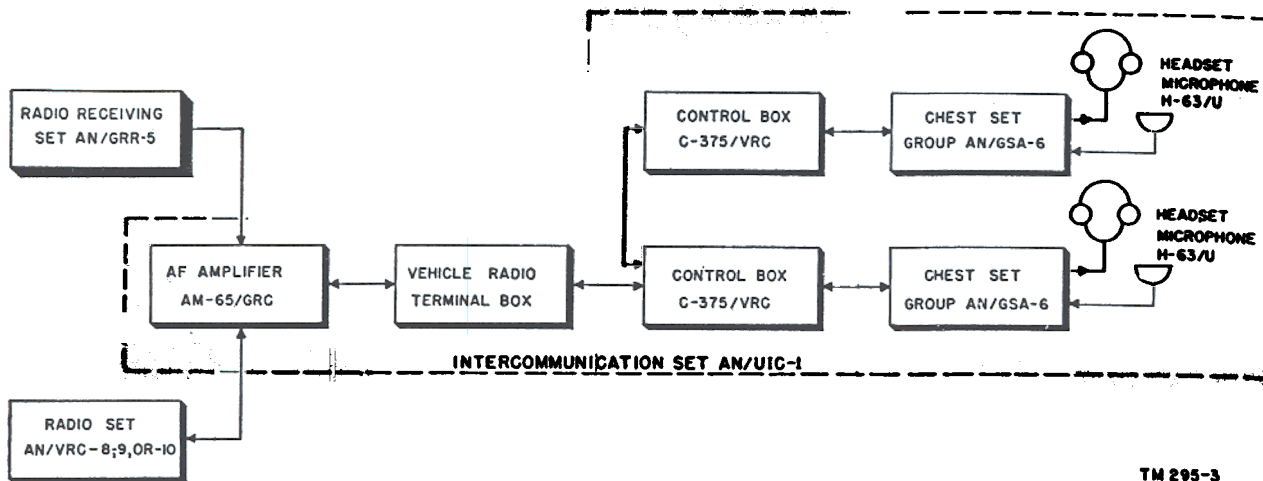 HEADSET
MICROPHONE
H-63/U
RADIO RECEIVING
SET AN/GRR-5
CONTROL BOX
C-375/VRC
CHEST SET
GROUP AN/GSA-6
HEADSET
MICROPHONE
H-63/U
AF AMPLIFIER
AM-65/GRC
VEHICLE RADIO
TERMINAL BOX
CONTROL BOX
C-375/VRC
CHEST SET
GROUP AN/GSA-6
INTERCOMMUNICATION SET AN/UIC-1
RADIO SET
AN/VRC-8;9,OR-10
TM 295-3